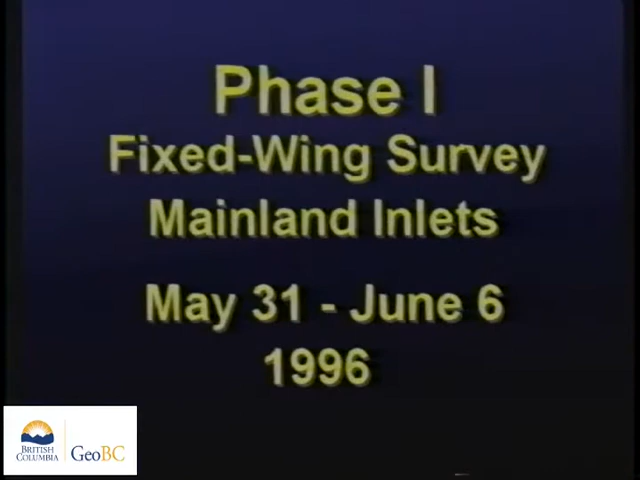 Phase I
Fixed-Wing Survey
Mainland Inlets
May 31 - June 6
1996
BRITISH
COLUMBIA
GeoBC